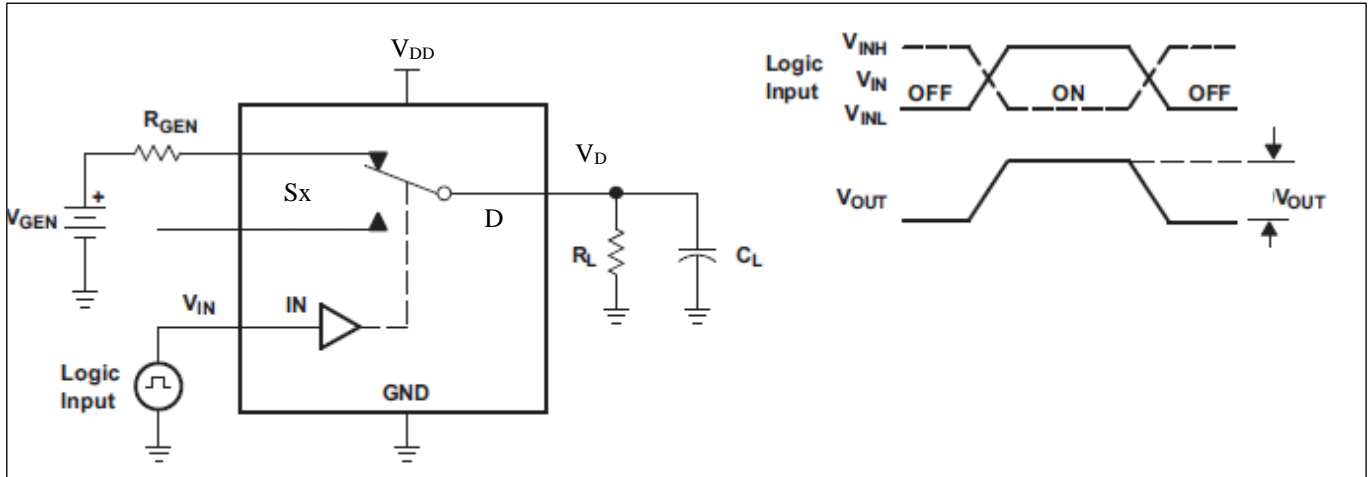 V_DD
R_GEN
V_D
+
Sx
D
V_GEN
R_L
C_L
V_IN
IN
Logic
Input
GND
Logic
Input
V_INH
V_IN
V_INL
OFF
ON
OFF
V_OUT
V_OUT